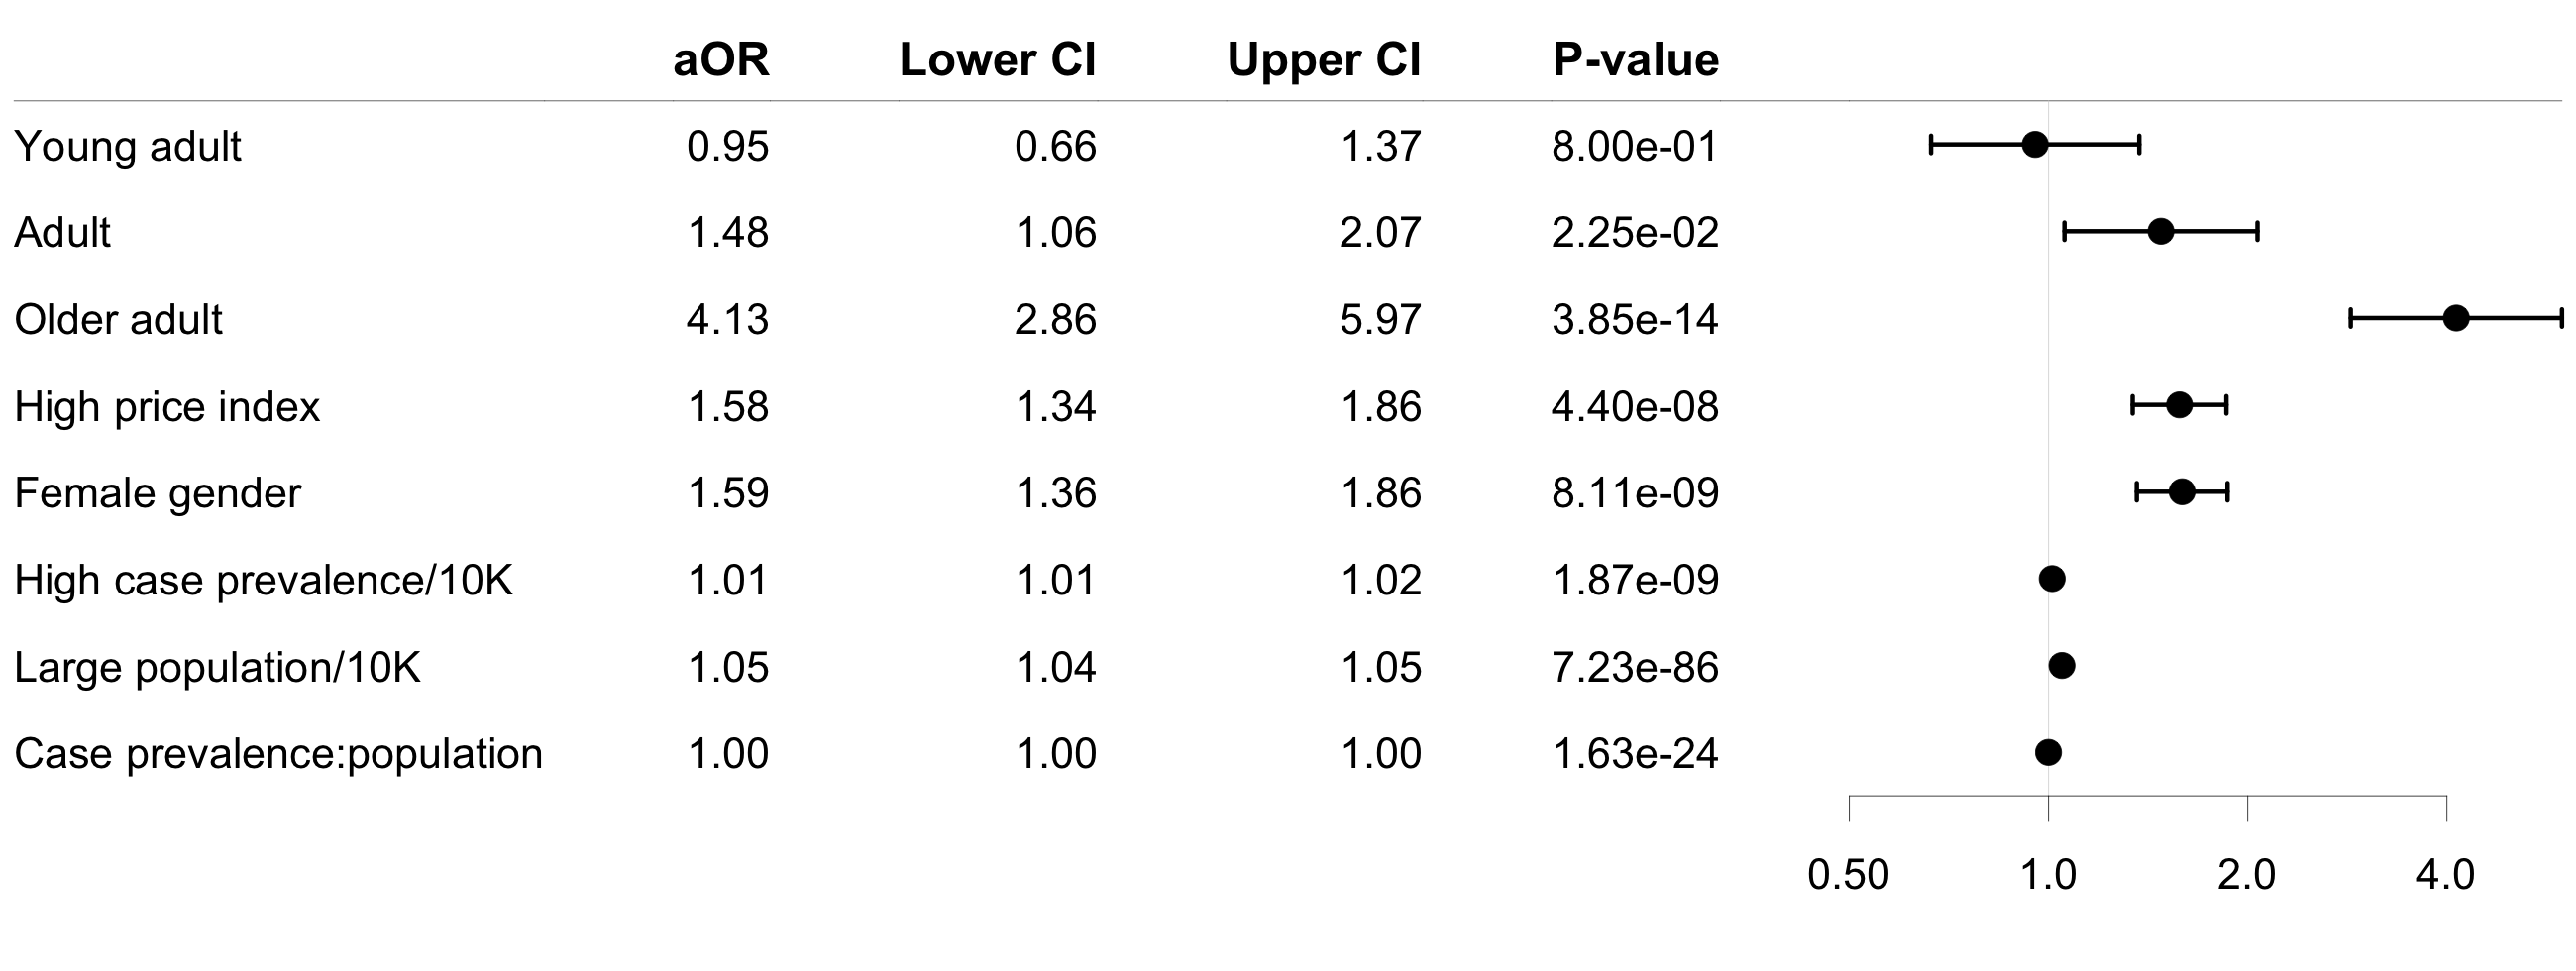 aOR Lower CI Upper CI P-value
Young adult 0.95 0.66 1.37 8.00e-01
Adult 1.48 1.06 2.07 2.25e-02
Older adult 4.13 2.86 5.97 3.85e-14
High price index 1.58 1.34 1.86 4.40e-08
Female gender 1.59 1.36 1.86 8.11e-09
High case prevalence/10K 1.01 1.01 1.02 1.87e-09
Large population/10K 1.05 1.04 1.05 7.23e-86
Case prevalence:population 1.00 1.00 1.00 1.63e-24
0.50 1.0 2.0 4.0